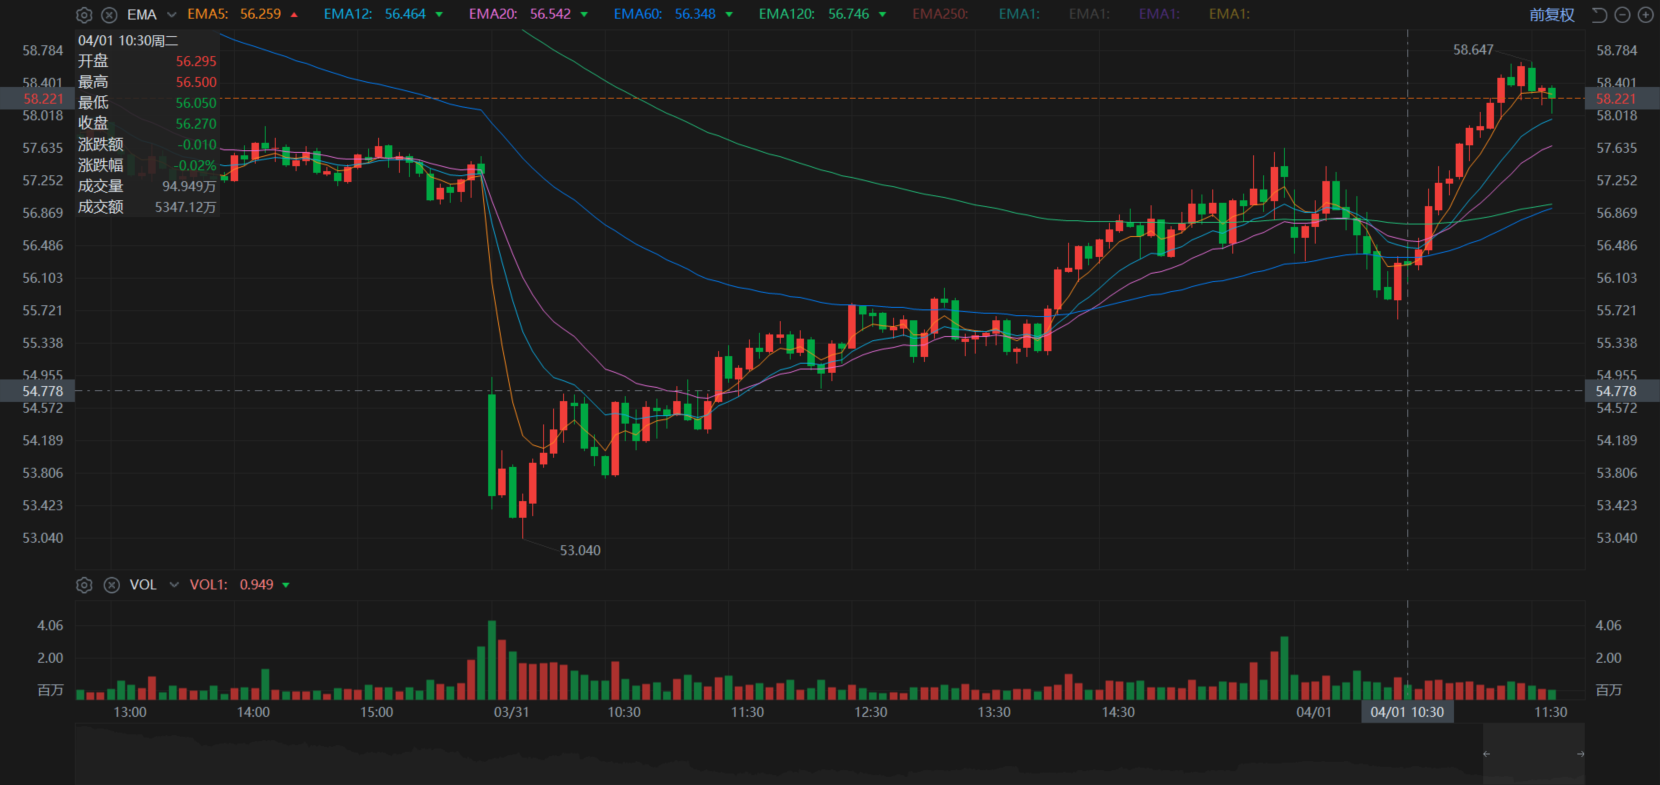 EMA EMA5: 56.259 EMA12: 56.464 EMA20: 56.542 EMA60: 56.348 EMA120: 56.746 EMA250: EMA1: EMA1: EMA1: EMA1: 前复权
04/01 10:30周二
开盘 56.295
最高 56.500
最低 56.050
收盘 56.270
涨跌额 -0.010
涨跌幅 -0.02%
成交量 94.949万
成交额 5347.12万
58.784 58.647 58.784
58.401 58.401
58.221 58.221
58.018 58.018
57.635 57.635
57.252 57.252
56.869 56.869
56.486 56.486
56.103 56.103
55.721 55.721
55.338 55.338
54.955 54.955
54.778 54.778
54.572 54.572
54.189 54.189
53.806 53.806
53.423 53.423
53.040 53.040
53.040
VOL VOL1: 0.949
4.06 4.06
2.00 2.00
百万 百万
13:00 14:00 15:00 03/31 10:30 11:30 12:30 13:30 14:30 04/01 04/01 10:30 11:30